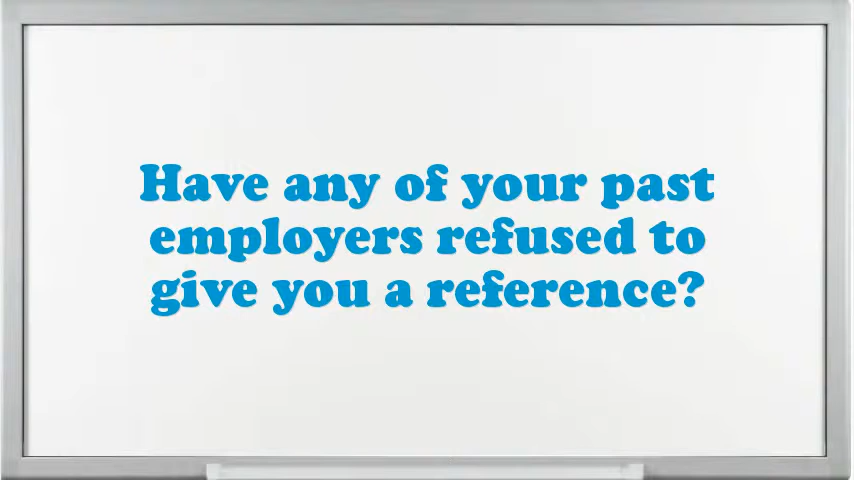 Have any of your past
employers refused to
give you a reference?